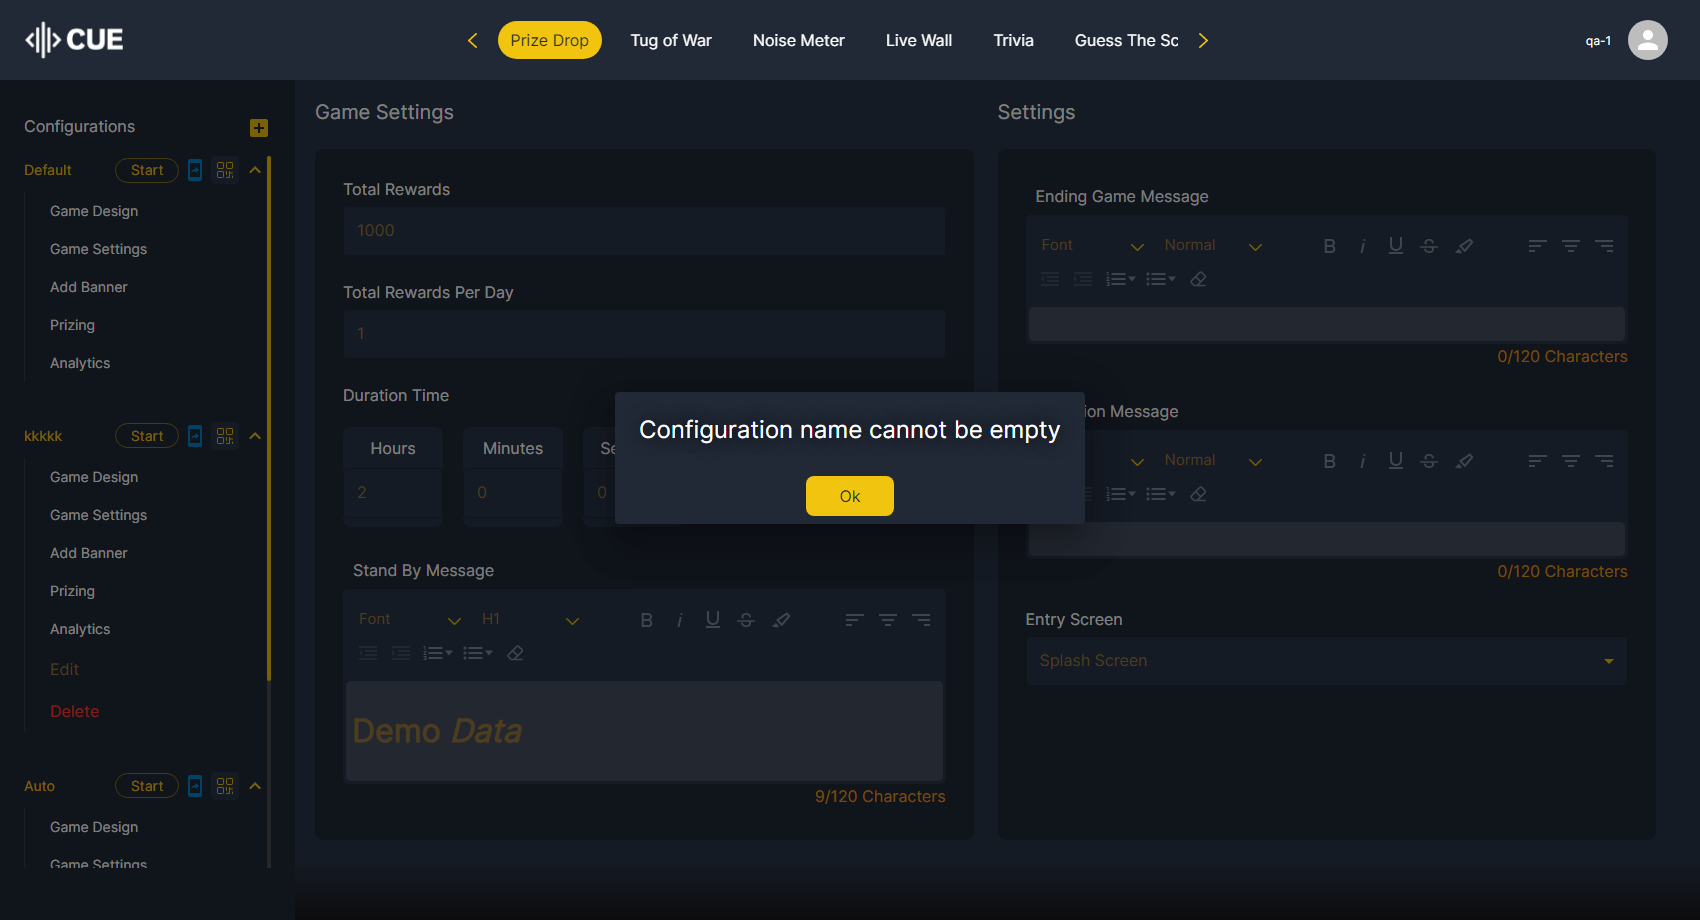 CUE
Prize Drop
Tug of War
Noise Meter
Live Wall
Trivia
Guess The Sc
qa-1
Configurations
Default
Start
Game Design
Game Settings
Add Banner
Prizing
Analytics
kkkkk
Start
Game Design
Game Settings
Add Banner
Prizing
Analytics
Edit
Delete
Auto
Start
Game Design
Game Settings
Game Settings
Total Rewards
1000
Total Rewards Per Day
1
Duration Time
Hours
Minutes
Se
2
0
0
Stand By Message
Font
H1
Demo Data
9/120 Characters
Configuration name cannot be empty
Ok
Settings
Ending Game Message
Font
Normal
0/120 Characters
ion Message
Normal
0/120 Characters
Entry Screen
Splash Screen